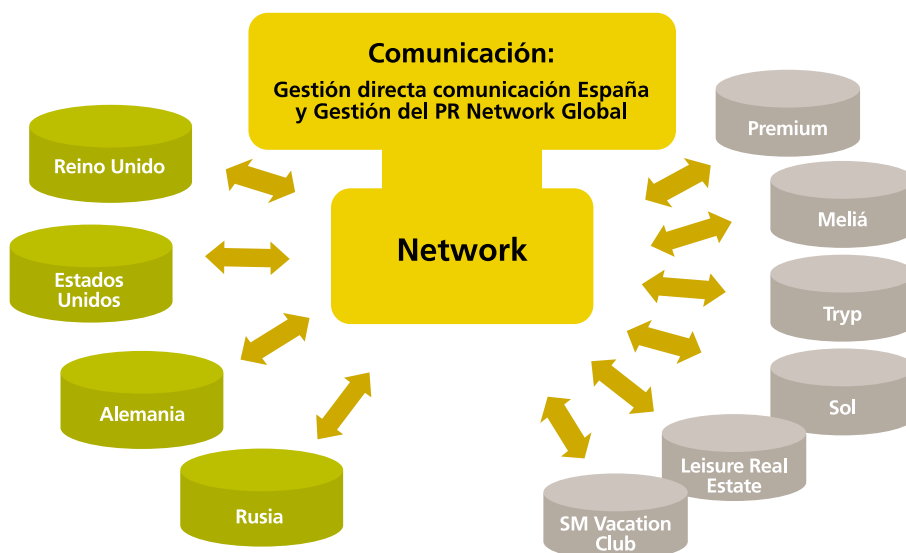 Comunicación:
Gestión directa comunicación España
y Gestión del PR Network Global
Network
Reino Unido
Estados
Unidos
Alemania
Rusia
Premium
Meliá
Tryp
Sol
Leisure Real
Estate
SM Vacation
Club